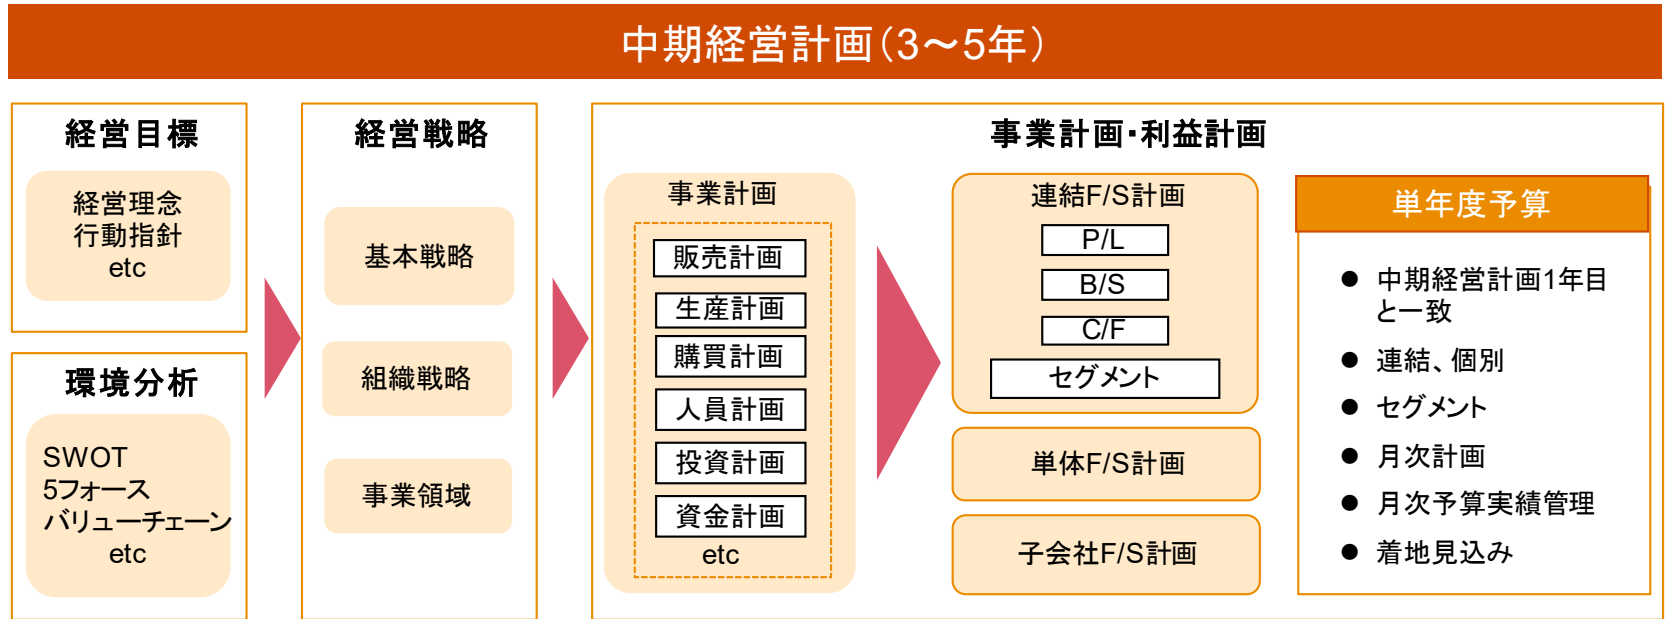 中期経営計画（3～5年）
経営目標
経営理念
行動指針
etc
環境分析
SWOT
5フォース
バリューチェーン
etc
経営戦略
基本戦略
組織戦略
事業領域
事業計画・利益計画
事業計画
販売計画
生産計画
購買計画
人員計画
投資計画
資金計画
etc
連結F/S計画
P/L
B/S
C/F
セグメント
単体F/S計画
子会社F/S計画
単年度予算
● 中期経営計画1年目
と一致
● 連結、個別
● セグメント
● 月次計画
● 月次予算実績管理
● 着地見込み